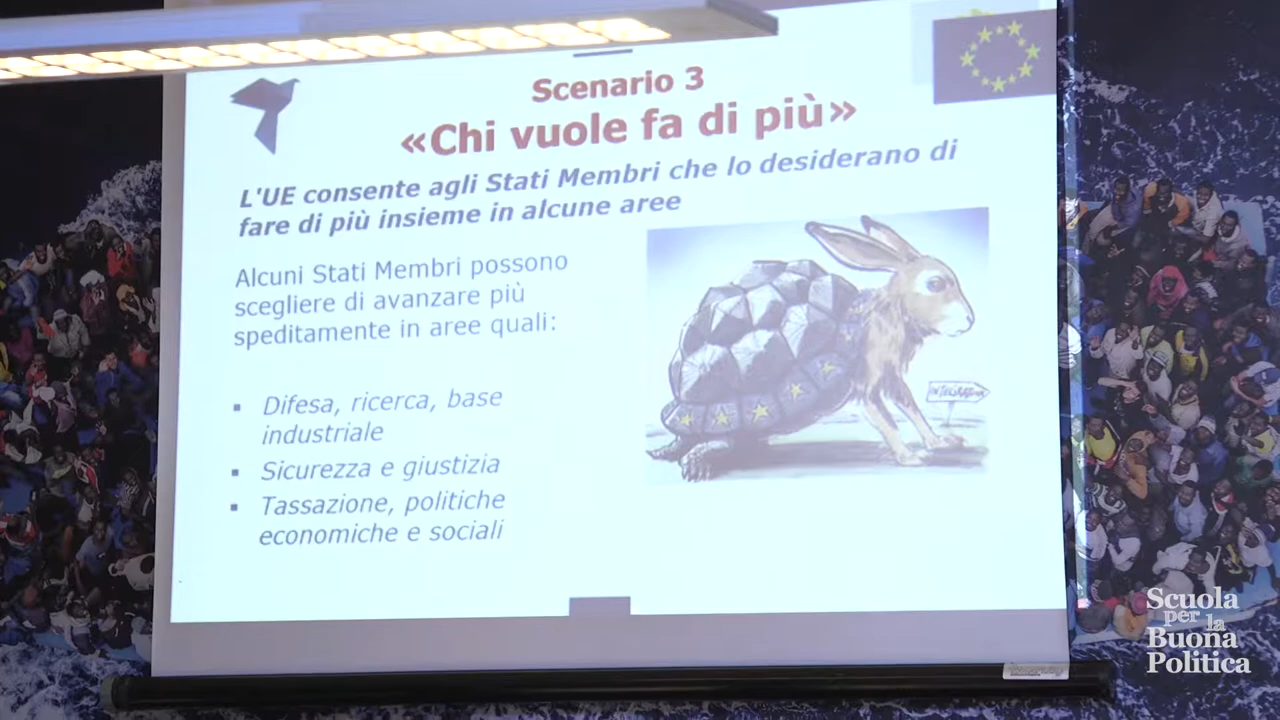 Scenario 3
«Chi vuole fa di più»
L'UE consente agli Stati Membri che lo desiderano di
fare di più insieme in alcune aree
Alcuni Stati Membri possono
scegliere di avanzare più
speditamente in aree quali:
▪ Difesa, ricerca, base
industriale
▪ Sicurezza e giustizia
▪ Tassazione, politiche
economiche e sociali
Scuola
per la
Buona
Politica